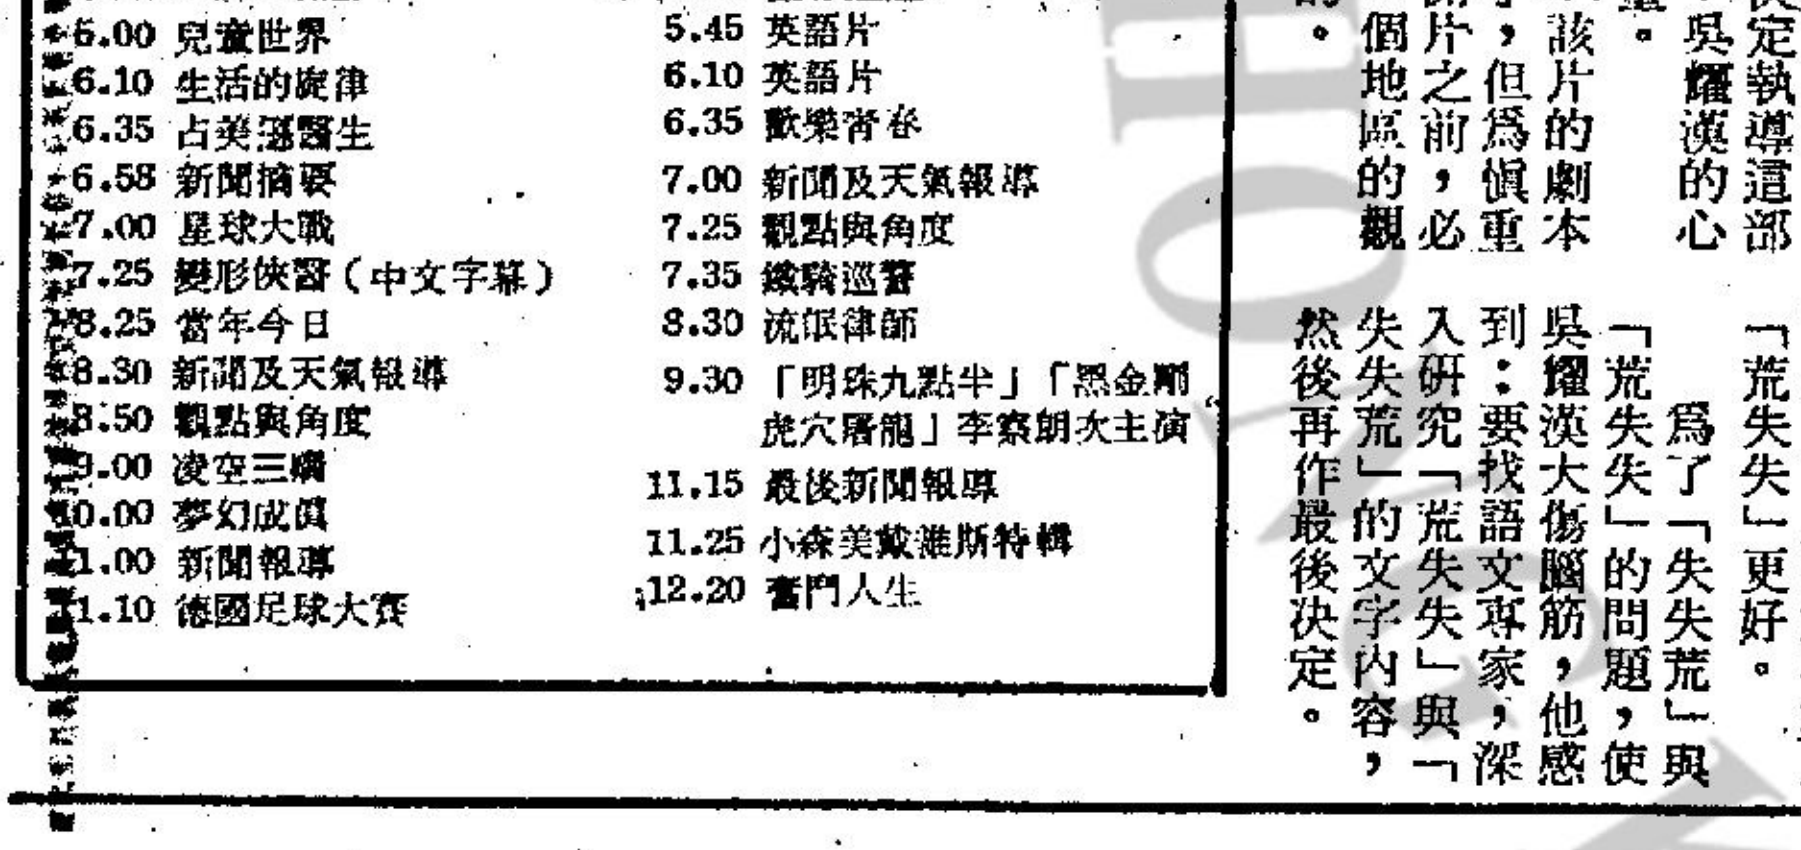 5.00 兒童世界
6.10 生活的旋律
6.35 占美孫醫生
6.58 新聞摘要
7.00 星球大戰
7.25 變形俠醫(中文字幕)
8.25 當年今日
8.30 新聞及天氣報導
8.50 觀點與角度
9.00 凌空三嬌
0.00 夢幻成眞
1.00 新聞報導
1.10 德國足球大賽
5.45 英語片
6.10 英語片
6.35 歡樂青春
7.00 新聞及天氣報導
7.25 觀點與角度
7.35 鐵騎巡警
8.30 流氓律師
9.30 「明珠九點半」「黑金剛
虎穴屠龍」李察朗次主演
11.15 最後新聞報導
11.25 小森美戴維斯特輯
12.20 奮鬥人生
定執導這部
吳耀漢的心
。
該片的劇本
,但爲愼重
片之前,必
個地區的觀
。
「荒失失」更好。
爲了「失失荒」與
「荒失失」的問題,使
吳耀漢大傷腦筋,他感
到:要找語文專家,深
入研究「荒失失」與「
失失荒」的文字內容,
然後再作最後決定。
HONG